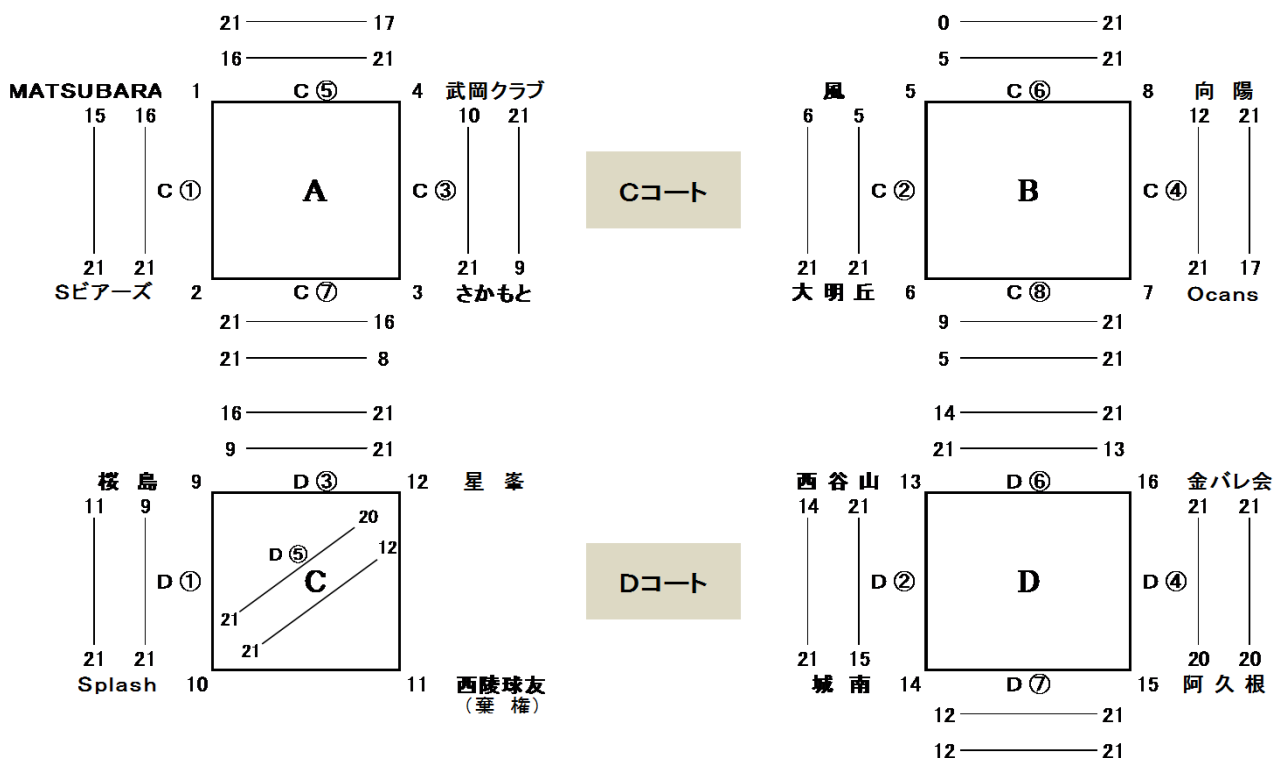 21 17
16 21
MATSUBARA 1 C⑤ 4 武岡クラブ
15 16 10 21
C① A C③
21 21 21 9
Sビアーズ 2 C⑦ 3 さかもと
21 16
21 8
Cコート
0 21
5 21
風 5 C⑥ 8 向陽
6 5 12 21
C② B C④
21 21 21 17
大明丘 6 C⑧ 7 Ocans
9 21
5 21
16 21
9 21
桜島 9 D③ 12 星峯
11 9 20
D⑤ 12
D① C
21
21
21 21
Splash 10 11 西陵球友
(棄権)
Dコート
14 21
21 13
西谷山 13 D⑥ 16 金バレ会
14 21 21 21
D② D D④
21 15 20 20
城南 14 D⑦ 15 阿久根
12 21
12 21